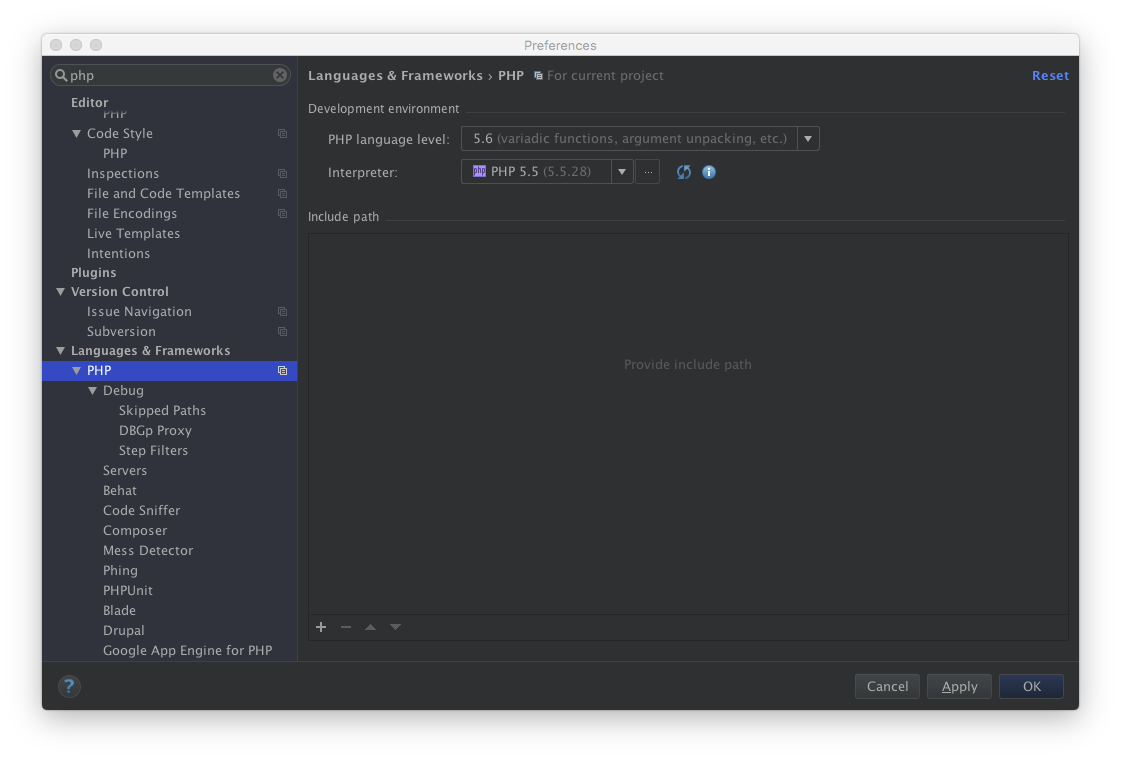 Preferences
php
Editor
PHP
Code Style
PHP
Inspections
File and Code Templates
File Encodings
Live Templates
Intentions
Plugins
Version Control
Issue Navigation
Subversion
Languages & Frameworks
PHP
Debug
Skipped Paths
DBGp Proxy
Step Filters
Servers
Behat
Code Sniffer
Composer
Mess Detector
Phing
PHPUnit
Blade
Drupal
Google App Engine for PHP
Languages & Frameworks › PHP For current project Reset
Development environment
PHP language level: 5.6 (variadic functions, argument unpacking, etc.)
Interpreter: php PHP 5.5 (5.5.28) ...
Include path
Provide include path
? Cancel Apply OK